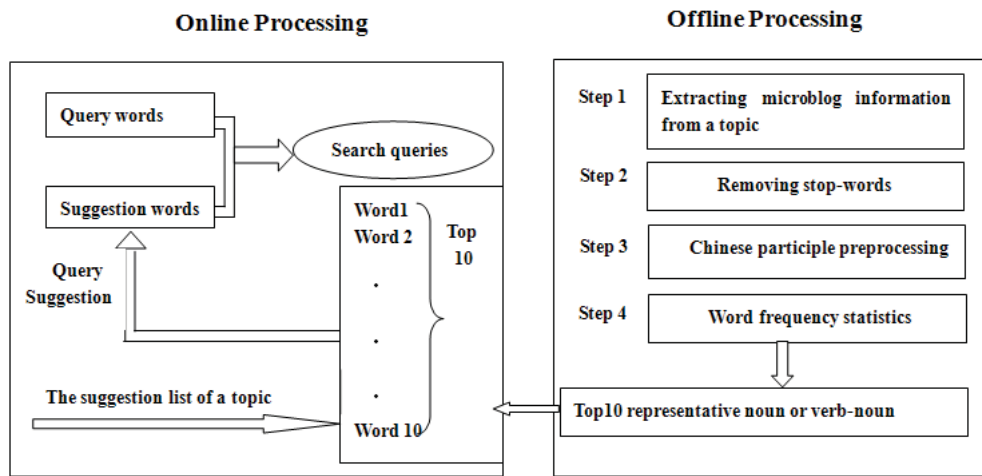 Online Processing
Query words
Search queries
Suggestion words
Word1
Word 2
.
.
.
Word 10
Top
10
Query
Suggestion
The suggestion list of a topic
Offline Processing
Step 1
Extracting microblog information
from a topic
Step 2
Removing stop-words
Step 3
Chinese participle preprocessing
Step 4
Word frequency statistics
Top10 representative noun or verb-noun